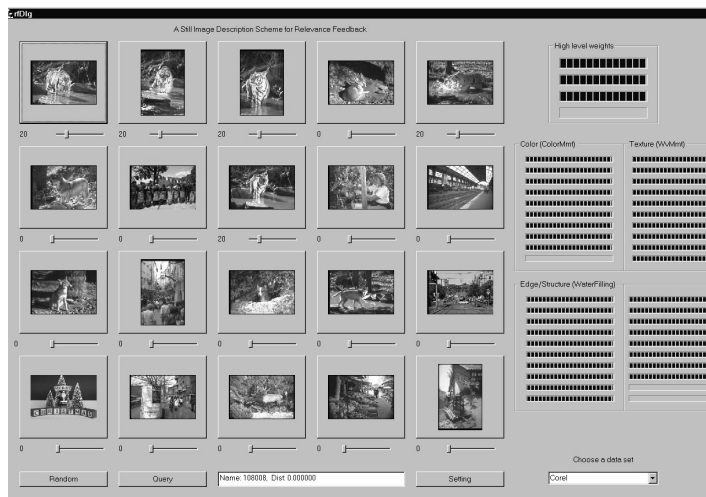 rfDlg
A Still Image Description Scheme for Relevance Feedback
High level weights
20 20 20 0 20
Color (ColorMmt) Texture (WvMmt)
0 0 20 0 0
Edge/Structure (WaterFilling)
0 0 0 0 0
0 0 0 0 0
Choose a data set
Random Query Name: 108008, Dist 0.000000 Setting Corel